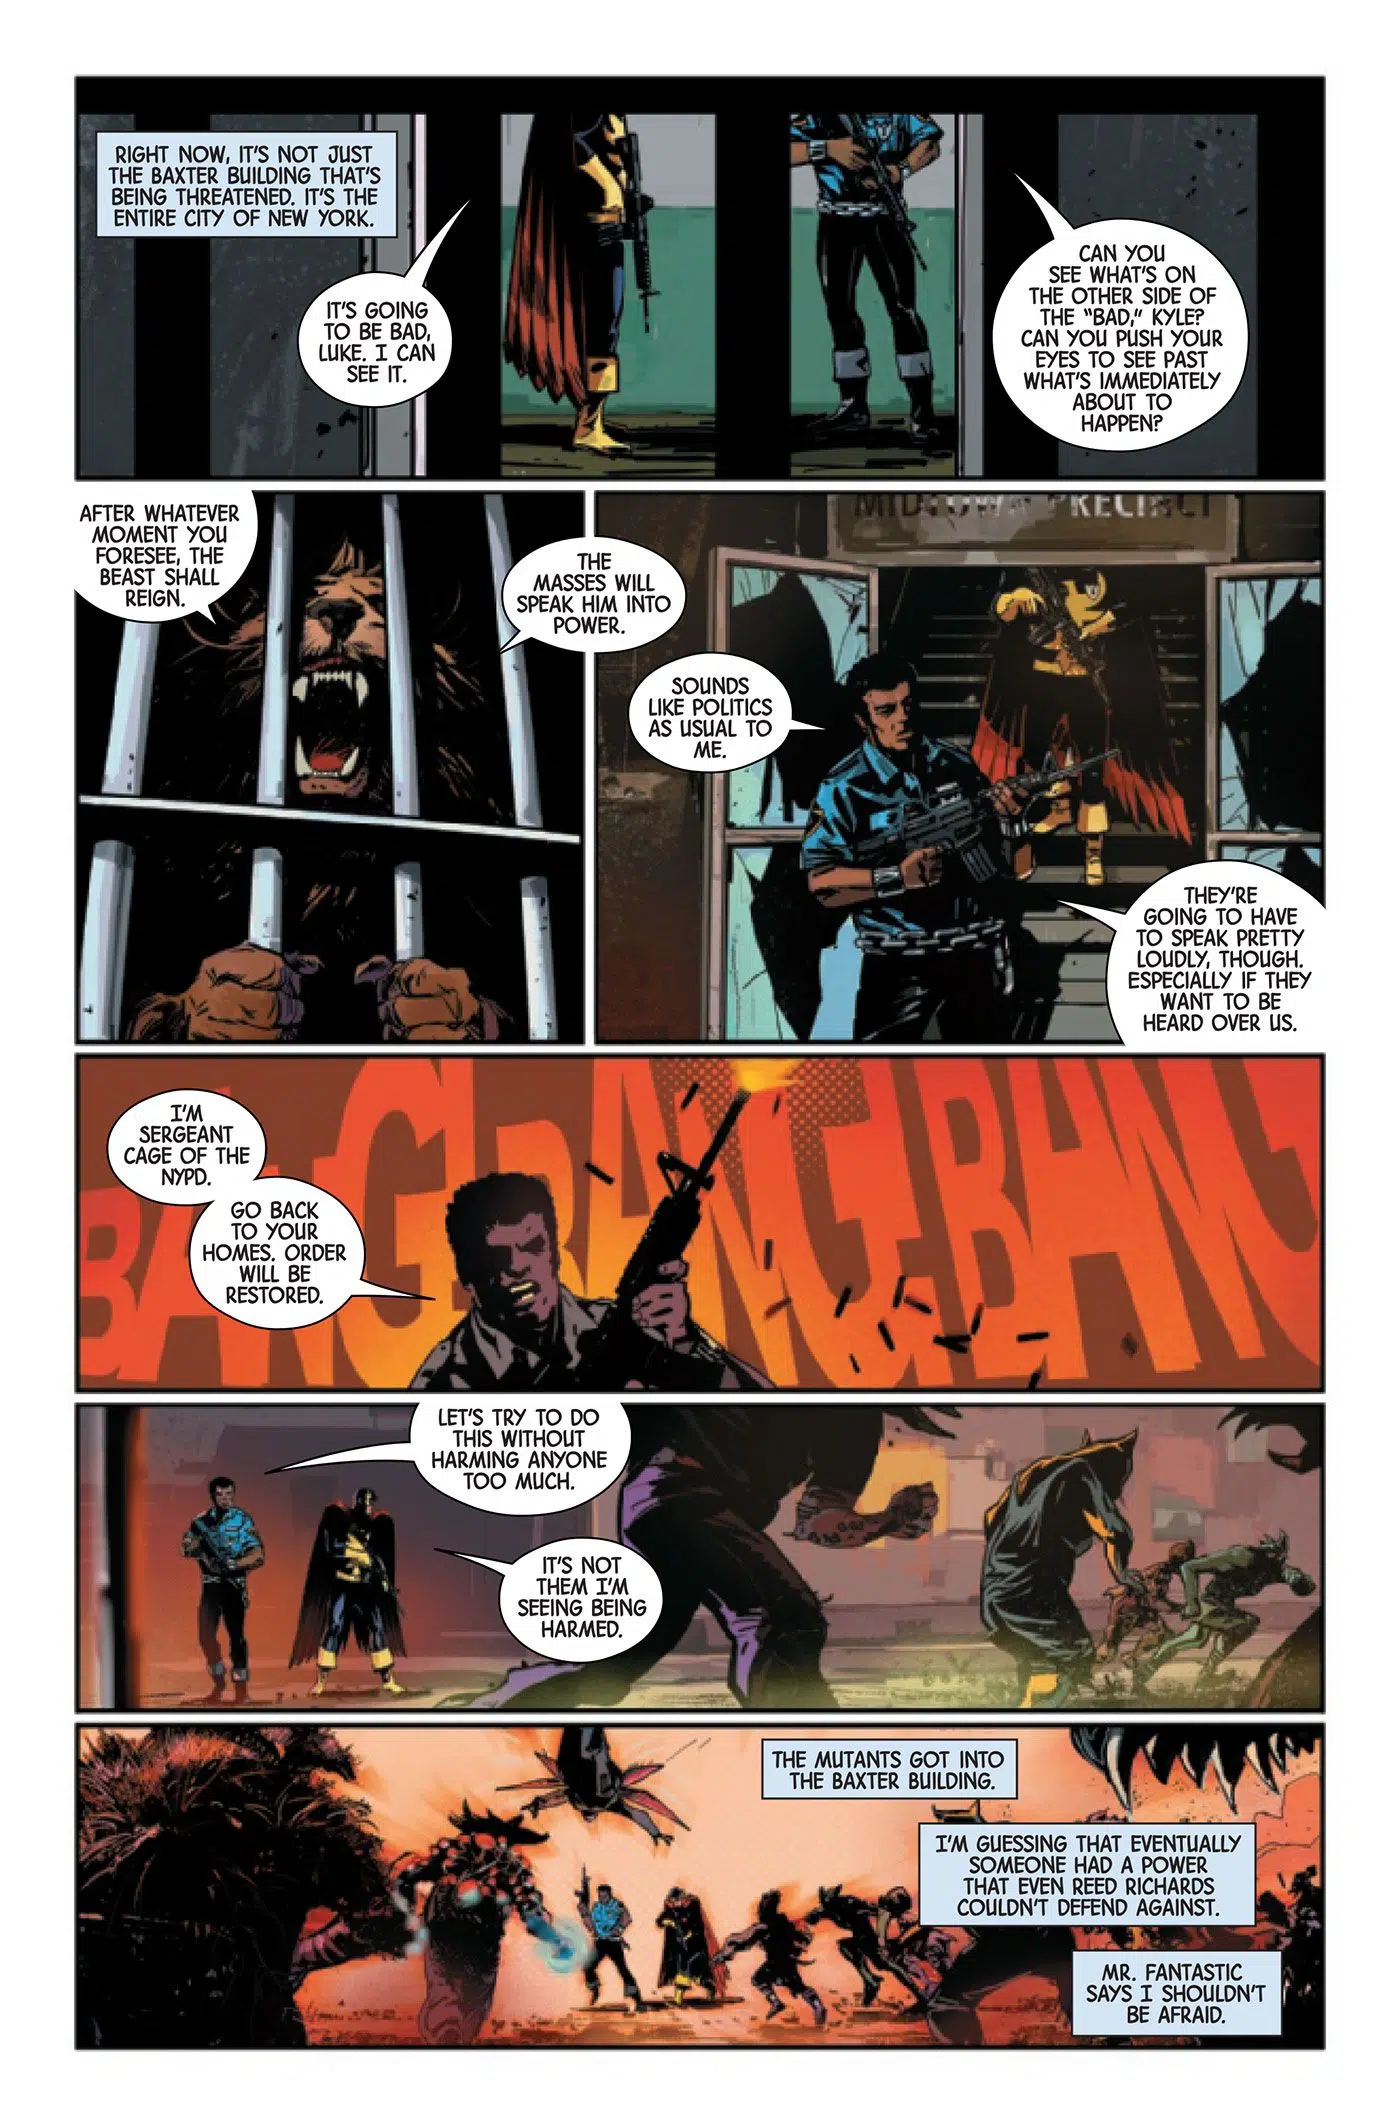 RIGHT NOW, IT'S NOT JUST
THE BAXTER BUILDING THAT'S
BEING THREATENED. IT'S THE
ENTIRE CITY OF NEW YORK.
IT'S GOING
TO BE BAD,
LUKE. I CAN
SEE IT.
CAN YOU
SEE WHAT'S ON
THE OTHER SIDE OF
THE "BAD," KYLE?
CAN YOU PUSH YOUR
EYES TO SEE PAST
WHAT'S IMMEDIATELY
ABOUT TO
HAPPEN?
AFTER WHATEVER
MOMENT YOU
FORESEE, THE
BEAST SHALL
REIGN.
THE
MASSES WILL
SPEAK HIM INTO
POWER.
MIDTOWN PRECINCT
SOUNDS
LIKE POLITICS
AS USUAL TO
ME.
THEY'RE
GOING TO HAVE
TO SPEAK PRETTY
LOUDLY, THOUGH.
ESPECIALLY IF THEY
WANT TO BE
HEARD OVER US.
BANGBANGBANG
I'M
SERGEANT
CAGE OF THE
NYPD.
GO BACK
TO YOUR
HOMES. ORDER
WILL BE
RESTORED.
LET'S TRY TO DO
THIS WITHOUT
HARMING ANYONE
TOO MUCH.
IT'S NOT
THEM I'M
SEEING BEING
HARMED.
THE MUTANTS GOT INTO
THE BAXTER BUILDING.
I'M GUESSING THAT EVENTUALLY
SOMEONE HAD A POWER
THAT EVEN REED RICHARDS
COULDN'T DEFEND AGAINST.
MR. FANTASTIC
SAYS I SHOULDN'T
BE AFRAID.